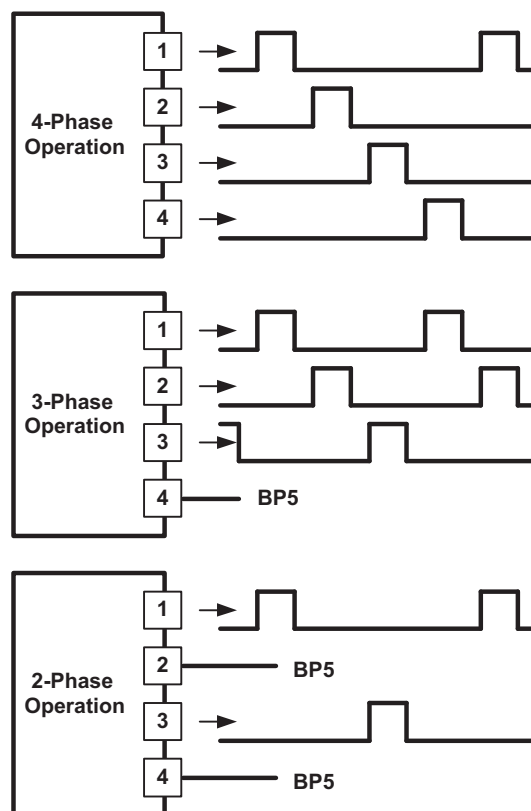 1
2
4-Phase
Operation
3
4
1
2
3-Phase
Operation
3
4 BP5
1
2 BP5
2-Phase
Operation
3
4 BP5